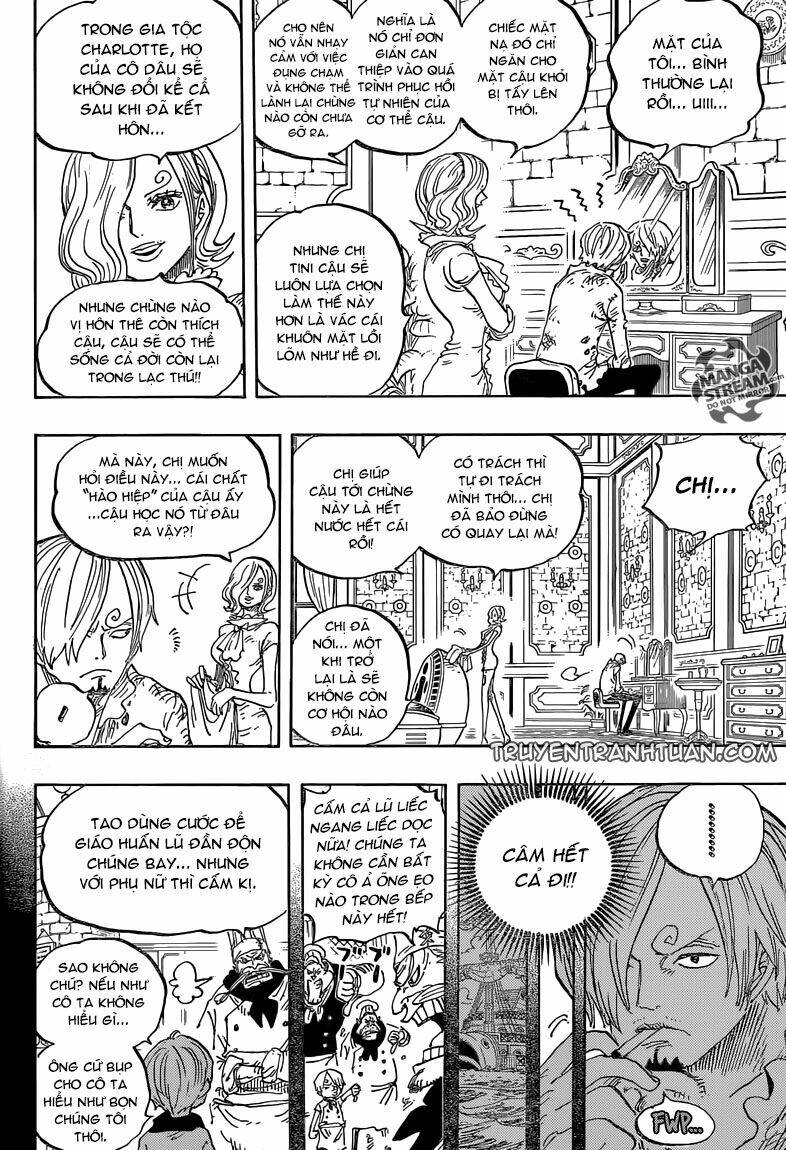 MẶT CỦA
TÔI... BÌNH
THƯỜNG LẠI
RỒI... UIII...
CHIẾC MẶT
NẠ ĐÓ CHỈ
NGĂN CHO
MẶT CẬU KHỎI
BỊ TẤY LÊN
THÔI.
NGHĨA LÀ
NÓ CHỈ ĐƠN
GIẢN CAN
THIỆP VÀO QUÁ
TRÌNH PHỤC HỒI
TỰ NHIÊN CỦA
CƠ THỂ CẬU.
CHO NÊN
NÓ VẪN NHẠY
CẢM VỚI VIỆC
ĐỤNG CHẠM
VÀ KHÔNG THỂ
LÀNH LẠI CHỪNG
NÀO CÒN CHƯA
GỠ RA.
NHƯNG CHỊ
TIN CẬU SẼ
LUÔN LỰA CHỌN
LÀM THẾ NÀY
HƠN LÀ VÁC CÁI
KHUÔN MẶT LỒI
LÕM NHƯ HỀ ĐI.
TRONG GIA TỘC
CHARLOTTE, HỌ
CỦA CÔ DÂU SẼ
KHÔNG ĐỔI KỂ CẢ
SAU KHI ĐÃ KẾT
HÔN...
NHƯNG CHỪNG NÀO
VỊ HÔN THÊ CÒN THÍCH
CẬU, CẬU SẼ CÓ THỂ
SỐNG CẢ ĐỜI CÒN LẠI
TRONG LẠC THÚ!!
MANGA
STREAM.com
DO NOT MIRROR
CHỊ...
CÓ TRÁCH THÌ
TỰ ĐI TRÁCH
MÌNH THÔI... CHỊ
ĐÃ BẢO ĐỪNG
CÓ QUAY LẠI MÀ!
CHỊ GIÚP
CẬU TỚI CHỪNG
NÀY LÀ HẾT
NƯỚC HẾT CÁI
RỒI!
CHỊ ĐÃ
NÓI... MỘT
KHI TRỞ
LẠI LÀ SẼ
KHÔNG CÒN
CƠ HỘI NÀO
ĐÂU.
MÀ NÀY, CHỊ MUỐN
HỎI ĐIỀU NÀY... CÁI CHẤT
"HÀO HIỆP" CỦA CẬU ẤY
...CẬU HỌC NÓ TỪ ĐÂU
RA VẬY?!
TRUYENTRANHTUAN.COM
FWP...
CÂM HẾT
CẢ ĐI!!
CẤM CẢ LŨ LIẾC
NGANG LIẾC DỌC
NỮA! CHÚNG TA
KHÔNG CẦN BẤT
KỲ CÔ Ả ÕNG ẸO
NÀO TRONG BẾP
NÀY HẾT!
TAO DÙNG CƯỚC ĐỂ
GIÁO HUẤN LŨ ĐẦN ĐỘN
CHÚNG BAY... NHƯNG
VỚI PHỤ NỮ THÌ CẤM KỊ.
SAO KHÔNG
CHỨ? NẾU NHƯ
CÔ TA KHÔNG
HIỂU GÌ...
ÔNG CỨ BỤP
CHO CÔ TA
HIỂU NHƯ BỌN
CHÚNG TÔI
THÔI.